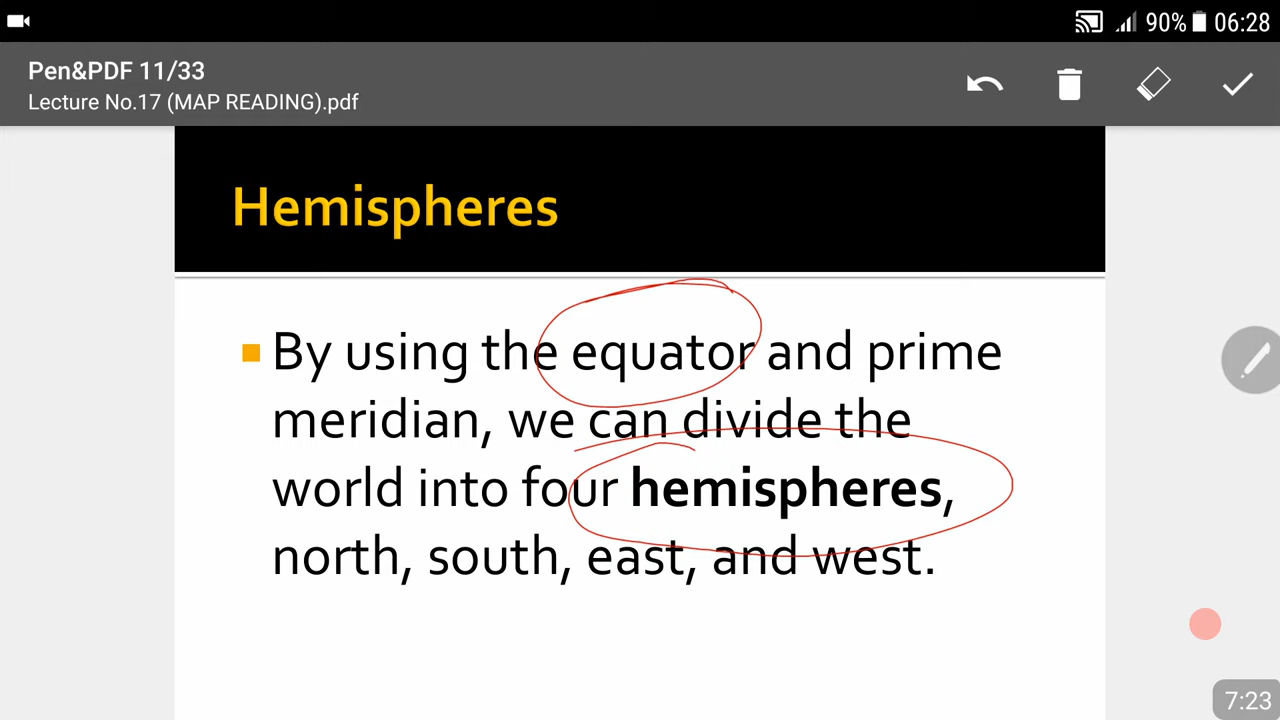 90% 06:28
Pen&PDF 11/33
Lecture No.17 (MAP READING).pdf
Hemispheres
By using the equator and prime
meridian, we can divide the
world into four hemispheres,
north, south, east, and west.
7:23